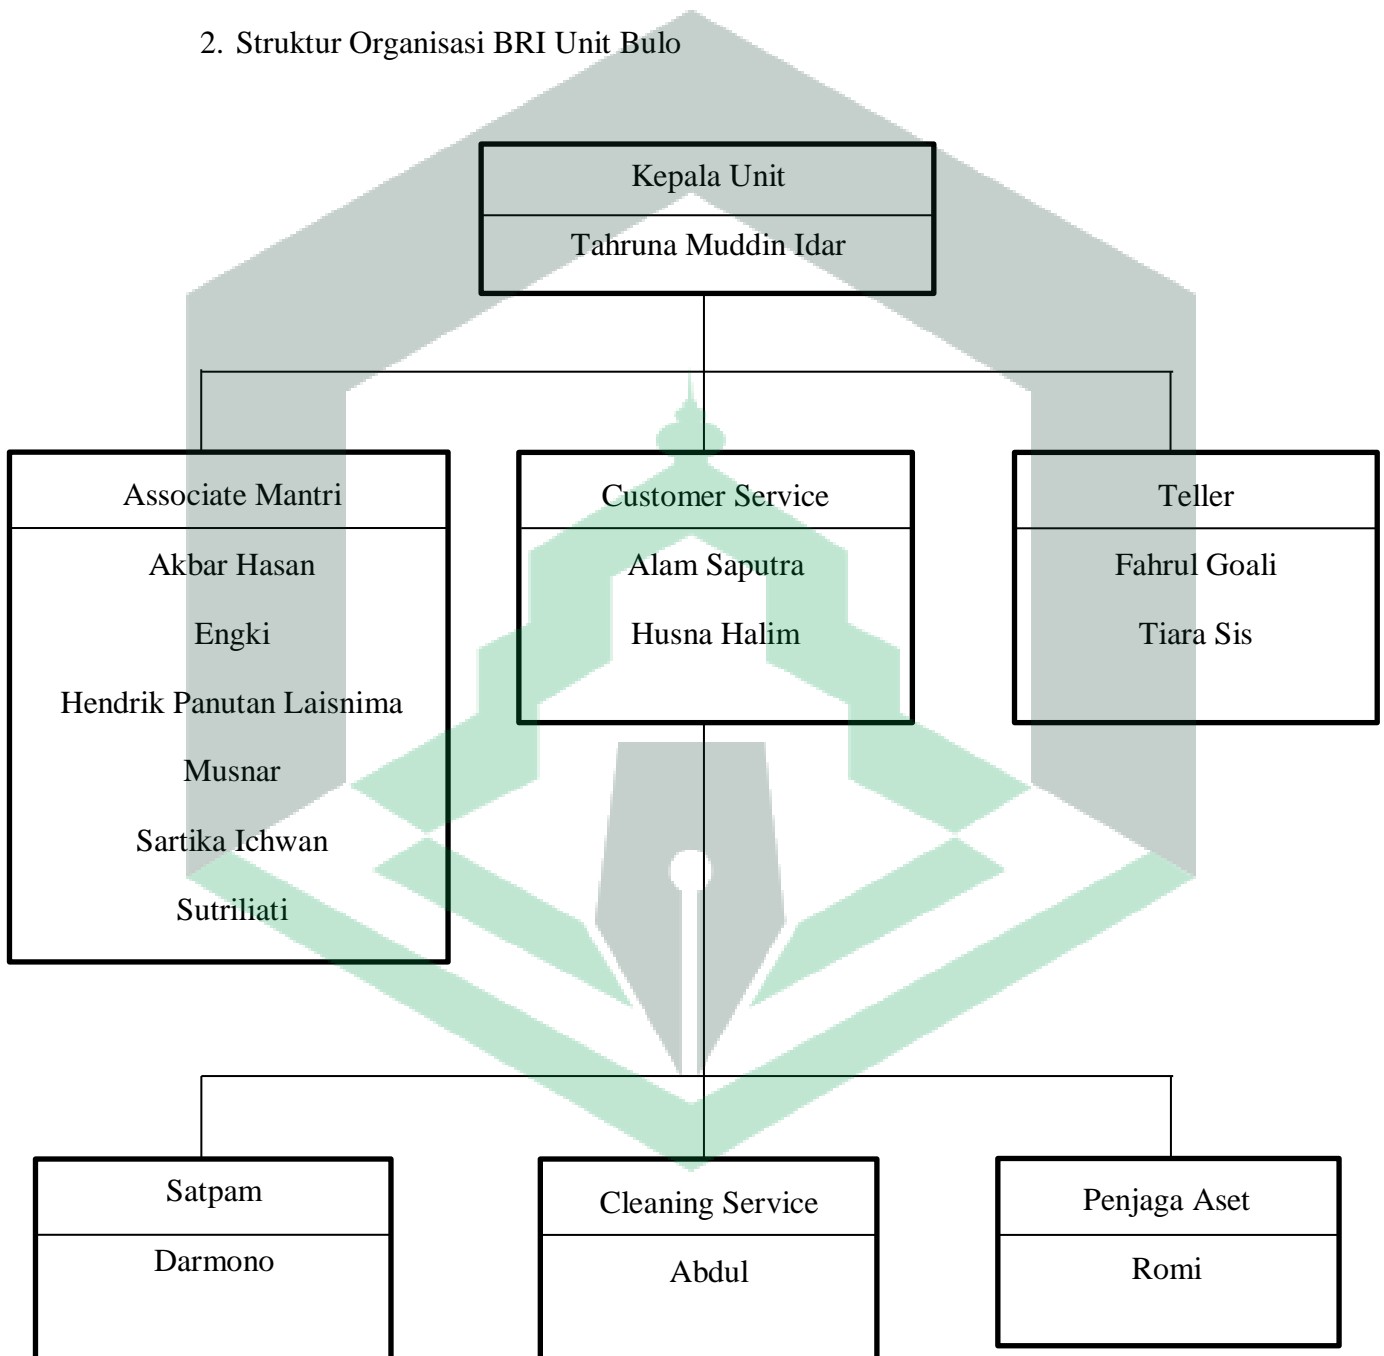 2. Struktur Organisasi BRI Unit Bulo
Kepala Unit
Tahruna Muddin Idar
Associate Mantri
Akbar Hasan
Engki
Hendrik Panutan Laisnima
Musnar
Sartika Ichwan
Sutriliati
Customer Service
Alam Saputra
Husna Halim
Teller
Fahrul Goali
Tiara Sis
Satpam
Darmono
Cleaning Service
Abdul
Penjaga Aset
Romi